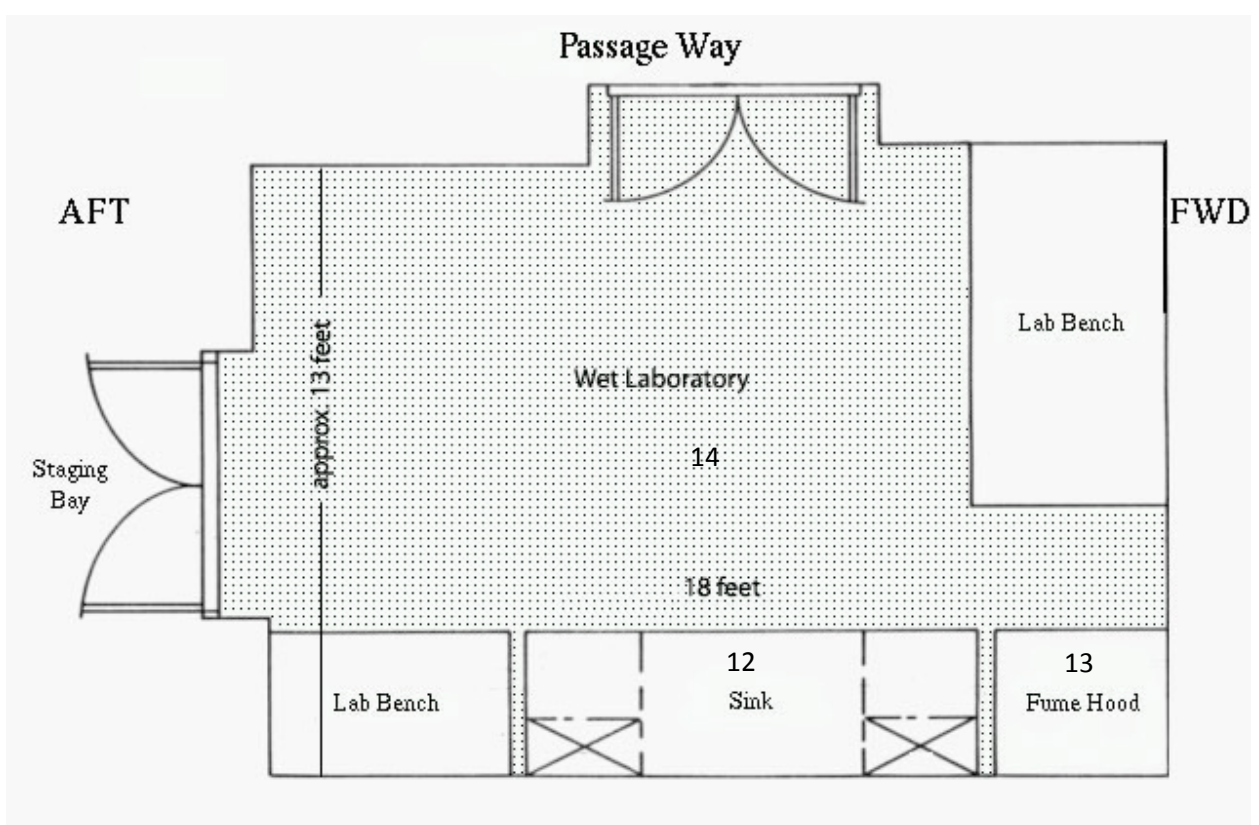 Passage Way
AFT
FWD
Lab Bench
approx. 13 feet
Wet Laboratory
14
Staging
Bay
18 feet
12
13
Lab Bench
Sink
Fume Hood